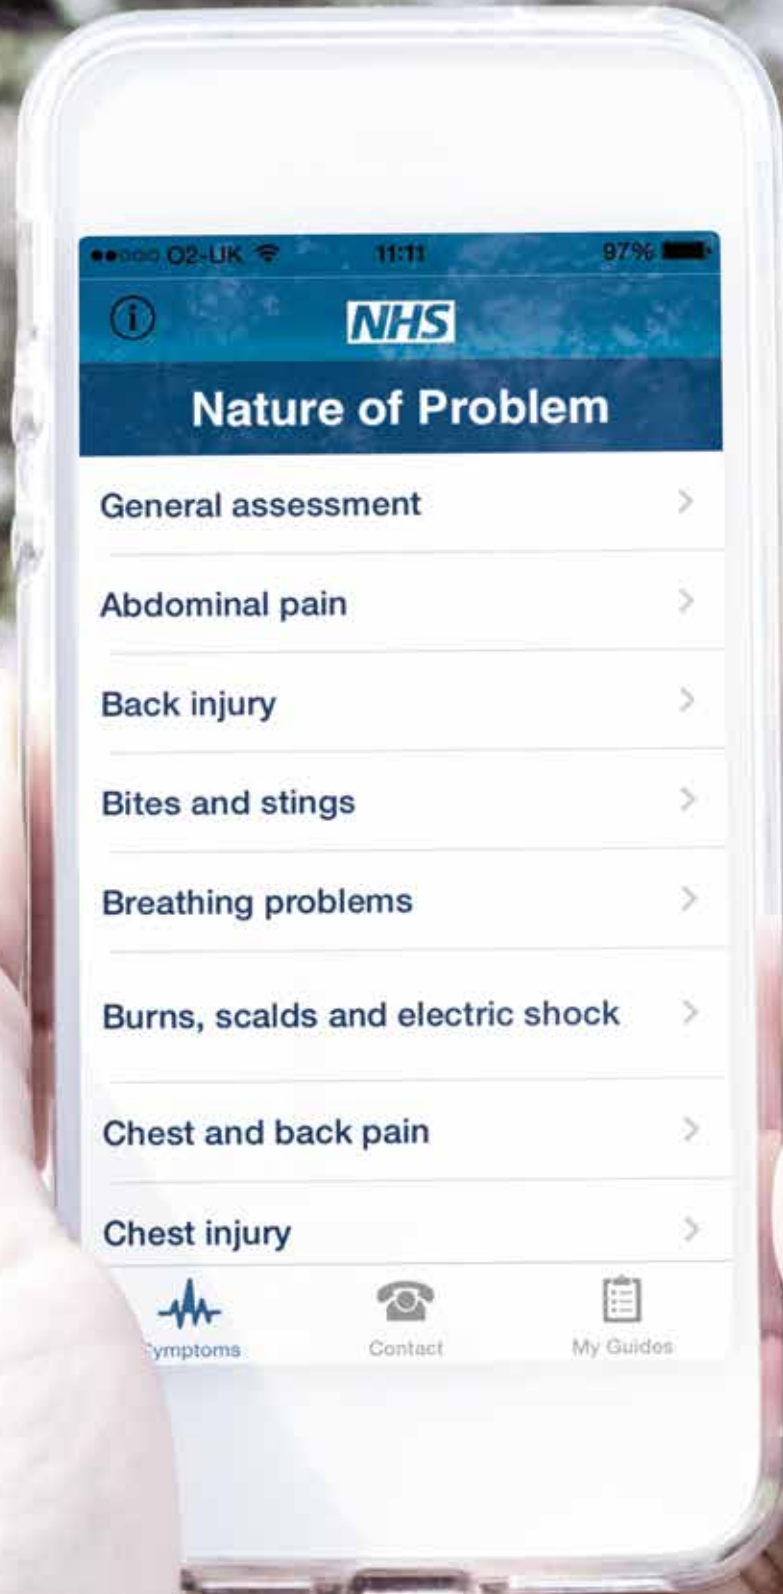 O2-UK 11:11 97%
i NHS
Nature of Problem
General assessment
Abdominal pain
Back injury
Bites and stings
Breathing problems
Burns, scalds and electric shock
Chest and back pain
Chest injury
ymptoms Contact My Guides